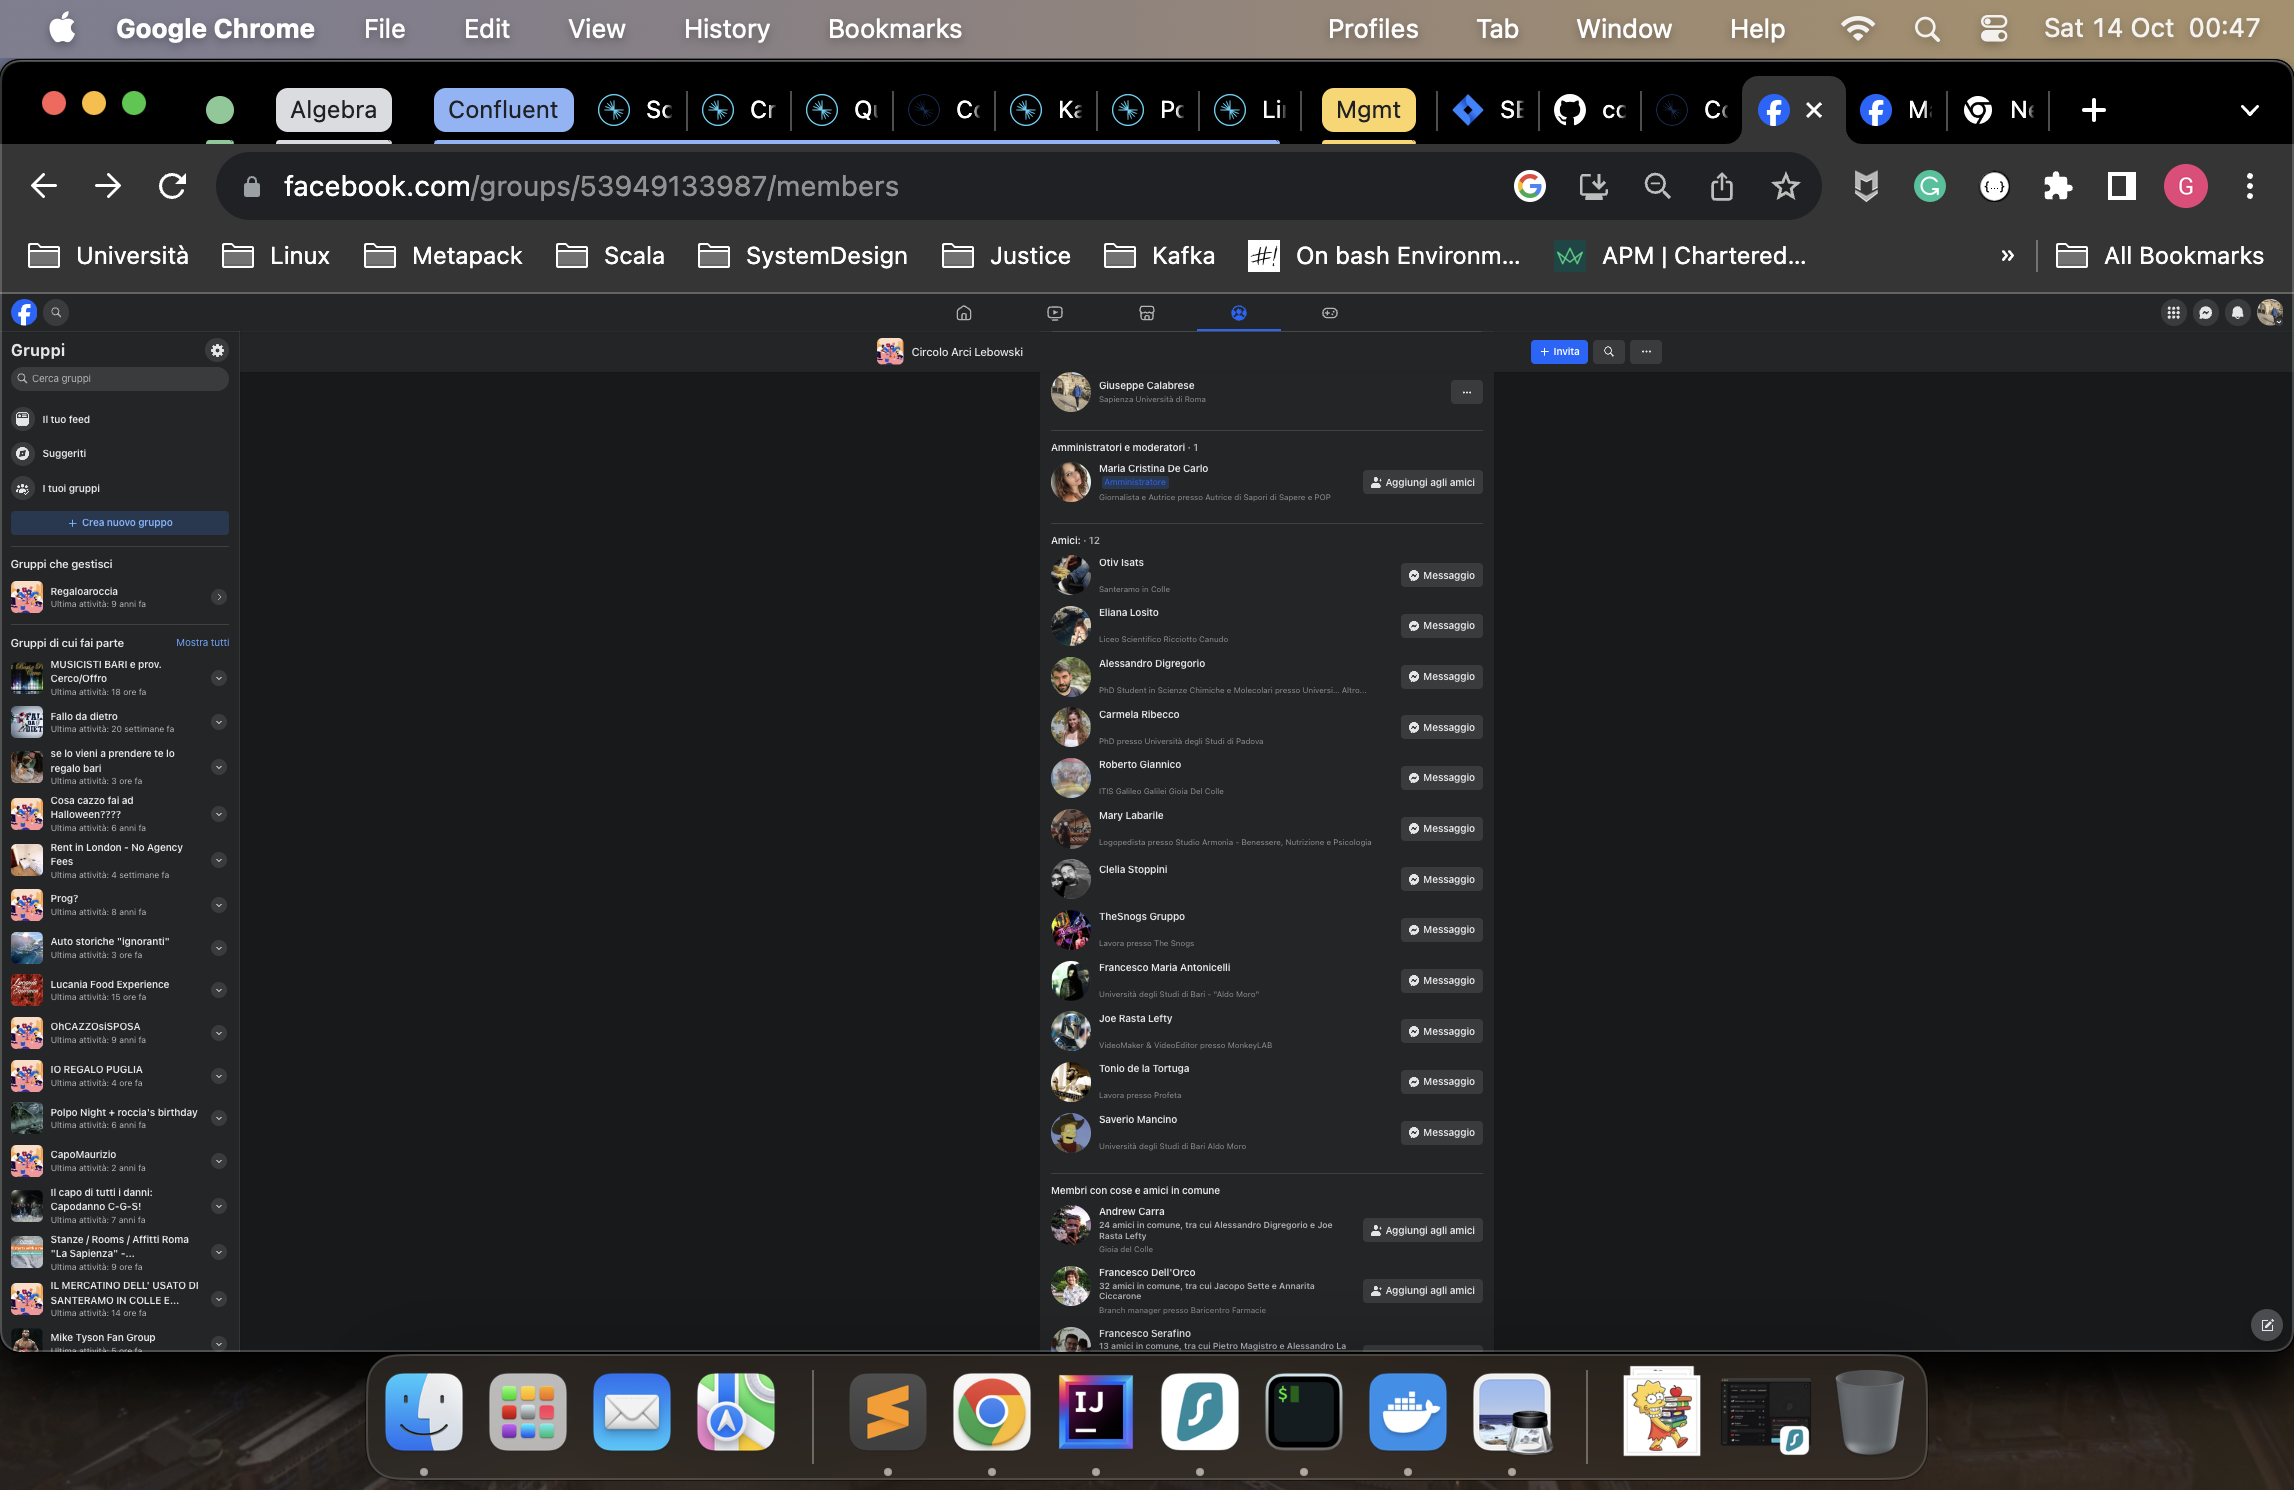 Google Chrome File Edit View History Bookmarks Profiles Tab Window Help Sat 14 Oct 00:47
Algebra Confluent Sc Cr Qu Co Ka Po Li Mgmt SE cc Co M Ne
facebook.com/groups/53949133987/members
G
Università Linux Metapack Scala SystemDesign Justice Kafka On bash Environm... APM | Chartered... » All Bookmarks
Gruppi
Cerca gruppi
Il tuo feed
Suggeriti
I tuoi gruppi
+ Crea nuovo gruppo
Gruppi che gestisci
Regaloaroccia
Ultima attività: 9 anni fa
Gruppi di cui fai parte Mostra tutti
MUSICISTI BARI e prov.
Cerco/Offro
Ultima attività: 18 ore fa
Fallo da dietro
Ultima attività: 20 settimane fa
se lo vieni a prendere te lo
regalo bari
Ultima attività: 3 ore fa
Cosa cazzo fai ad
Halloween????
Ultima attività: 6 anni fa
Rent in London - No Agency
Fees
Ultima attività: 4 settimane fa
Prog?
Ultima attività: 8 anni fa
Auto storiche "ignoranti"
Ultima attività: 3 ore fa
Lucania Food Experience
Ultima attività: 15 ore fa
OhCAZZOsiSPOSA
Ultima attività: 9 anni fa
IO REGALO PUGLIA
Ultima attività: 4 ore fa
Polpo Night + roccia's birthday
Ultima attività: 6 anni fa
CapoMaurizio
Ultima attività: 2 anni fa
Il capo di tutti i danni:
Capodanno C-G-S!
Ultima attività: 7 anni fa
Stanze / Rooms / Affitti Roma
"La Sapienza" -...
Ultima attività: 9 ore fa
IL MERCATINO DELL' USATO DI
SANTERAMO IN COLLE E...
Ultima attività: 14 ore fa
Mike Tyson Fan Group
Ultima attività: 5 ore fa
Circolo Arci Lebowski + Invita
Giuseppe Calabrese
Sapienza Università di Roma
Amministratori e moderatori · 1
Maria Cristina De Carlo
Amministratore
Giornalista e Autrice presso Autrice di Sapori di Sapere e POP
Aggiungi agli amici
Amici: · 12
Otiv Isats
Santeramo in Colle
Messaggio
Eliana Losito
Liceo Scientifico Ricciotto Canudo
Messaggio
Alessandro Digregorio
PhD Student in Scienze Chimiche e Molecolari presso Universi... Altro...
Messaggio
Carmela Ribecco
PhD presso Università degli Studi di Padova
Messaggio
Roberto Giannico
ITIS Galileo Galilei Gioia Del Colle
Messaggio
Mary Labarile
Logopedista presso Studio Armonia - Benessere, Nutrizione e Psicologia
Messaggio
Clelia Stoppini
Messaggio
TheSnogs Gruppo
Lavora presso The Snogs
Messaggio
Francesco Maria Antonicelli
Università degli Studi di Bari - "Aldo Moro"
Messaggio
Joe Rasta Lefty
VideoMaker & VideoEditor presso MonkeyLAB
Messaggio
Tonio de la Tortuga
Lavora presso Profeta
Messaggio
Saverio Mancino
Università degli Studi di Bari Aldo Moro
Messaggio
Membri con cose e amici in comune
Andrew Carra
24 amici in comune, tra cui Alessandro Digregorio e Joe
Rasta Lefty
Gioia del Colle
Aggiungi agli amici
Francesco Dell'Orco
32 amici in comune, tra cui Jacopo Sette e Annarita
Ciccarone
Branch manager presso Baricentro Farmacie
Aggiungi agli amici
Francesco Serafino
13 amici in comune, tra cui Pietro Magistro e Alessandro La
IJ
$